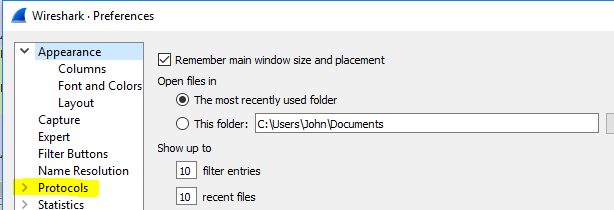 Wireshark · Preferences
Appearance
Columns
Font and Colors
Layout
Capture
Expert
Filter Buttons
Name Resolution
Protocols
Statistics
Remember main window size and placement
Open files in
The most recently used folder
This folder: C:\Users\John\Documents
Show up to
10 filter entries
10 recent files